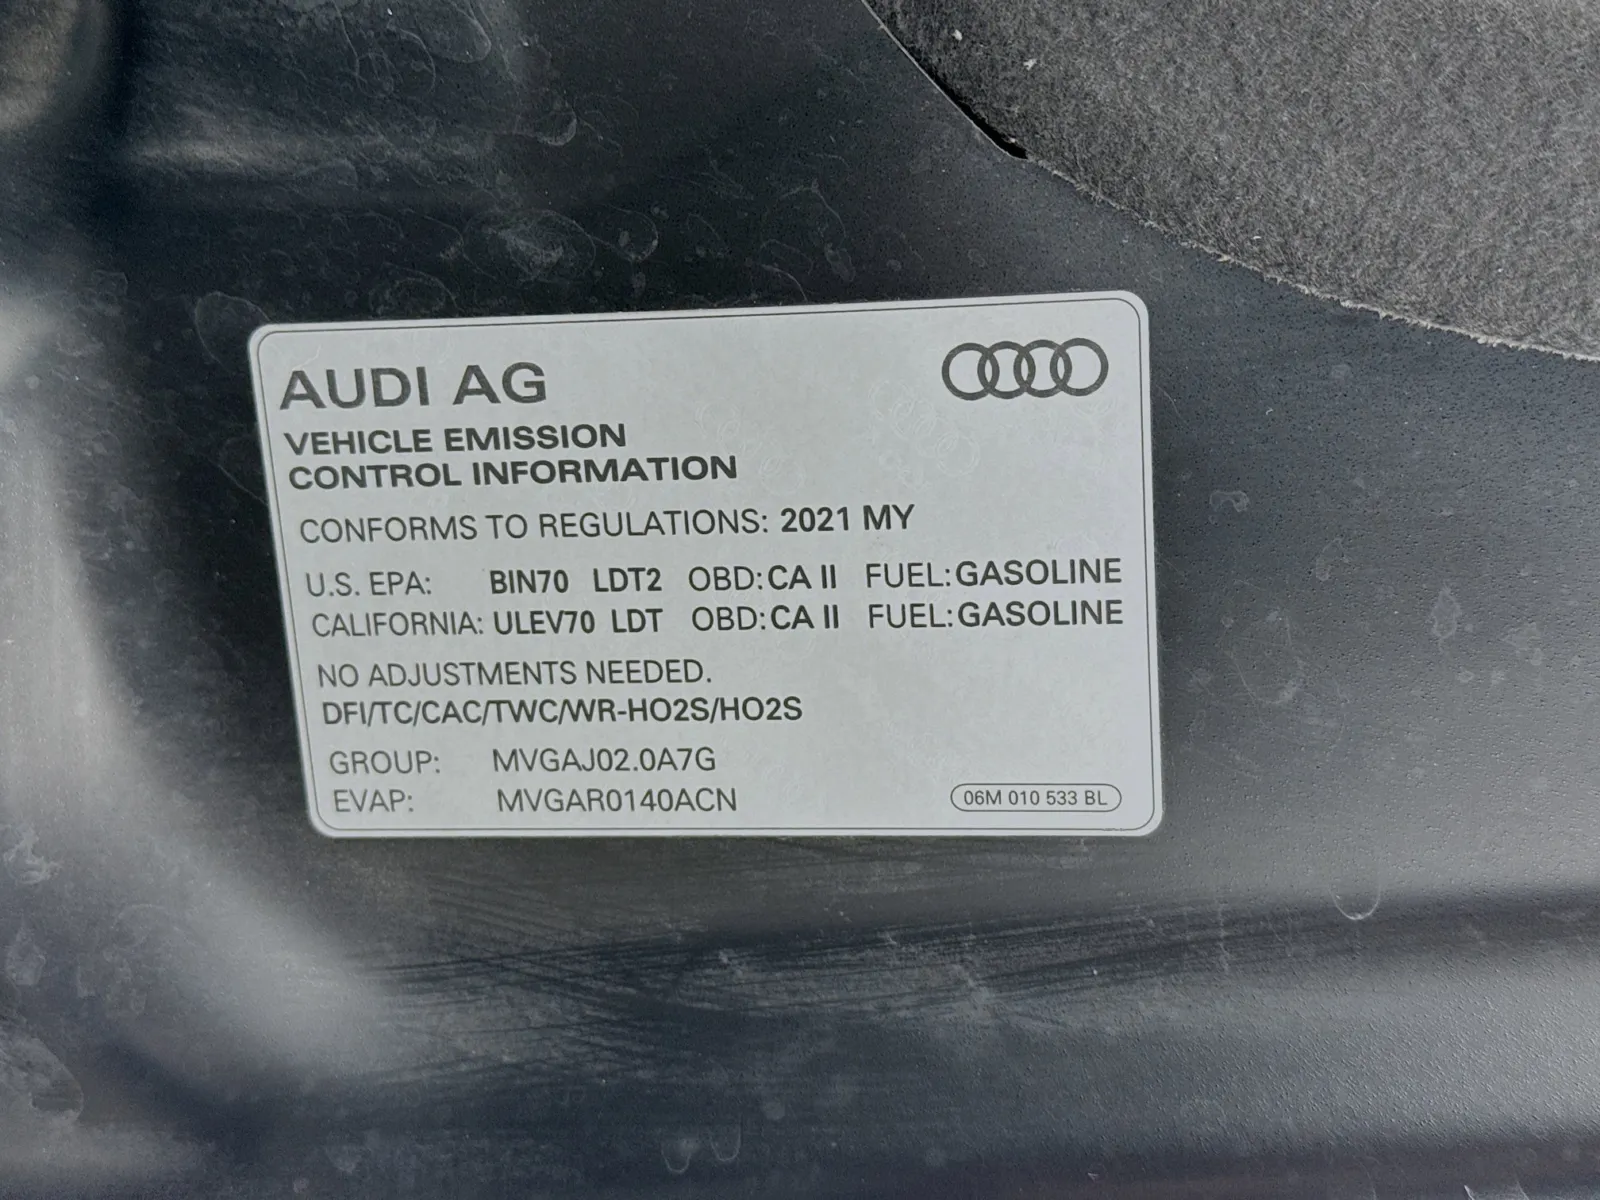 AUDI AG
VEHICLE EMISSION
CONTROL INFORMATION
CONFORMS TO REGULATIONS: 2021 MY
U.S. EPA: BIN70 LDT2 OBD: CA II FUEL: GASOLINE
CALIFORNIA: ULEV70 LDT OBD: CA II FUEL: GASOLINE
NO ADJUSTMENTS NEEDED.
DFI/TC/CAC/TWC/WR-HO2S/HO2S
GROUP: MVGAJ02.0A7G
EVAP: MVGAR0140ACN
06M 010 533 BL